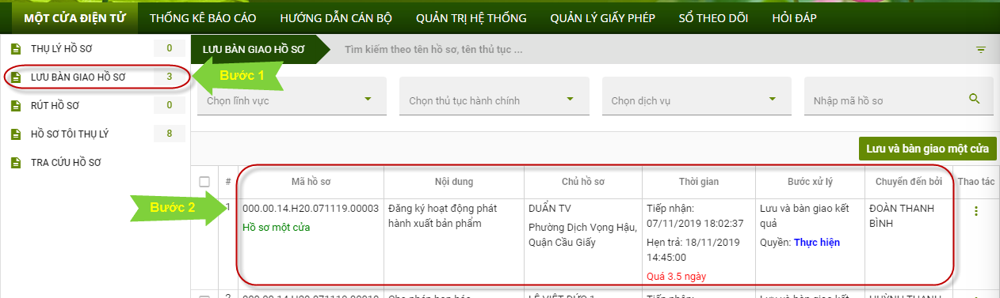 MỘT CỬA ĐIỆN TỬ THỐNG KÊ BÁO CÁO HƯỚNG DẪN CÁN BỘ QUẢN TRỊ HỆ THỐNG QUẢN LÝ GIẤY PHÉP SỔ THEO DÕI HỎI ĐÁP
THỤ LÝ HỒ SƠ 0
LƯU BÀN GIAO HỒ SƠ 3
RÚT HỒ SƠ 0
HỒ SƠ TÔI THỤ LÝ 8
TRA CỨU HỒ SƠ
Bước 1
LƯU BÀN GIAO HỒ SƠ Tìm kiếm theo tên hồ sơ, tên thủ tục ...
Chọn lĩnh vực Chọn thủ tục hành chính Chọn dịch vụ Nhập mã hồ sơ
Lưu và bàn giao một cửa
# Mã hồ sơ Nội dung Chủ hồ sơ Thời gian Bước xử lý Chuyển đến bởi Thao tác
Bước 2
1 000.00.14.H20.071119.00003
Hồ sơ một cửa
Đăng ký hoạt động phát
hành xuất bản phẩm
DUẨN TV
Phường Dịch Vọng Hậu,
Quận Cầu Giấy
Tiếp nhận:
07/11/2019 18:02:37
Hẹn trả: 18/11/2019
14:45:00
Quá 3.5 ngày
Lưu và bàn giao kết
quả
Quyền: Thực hiện
ĐOÀN THANH
BÌNH
2
Tiếp nhận: